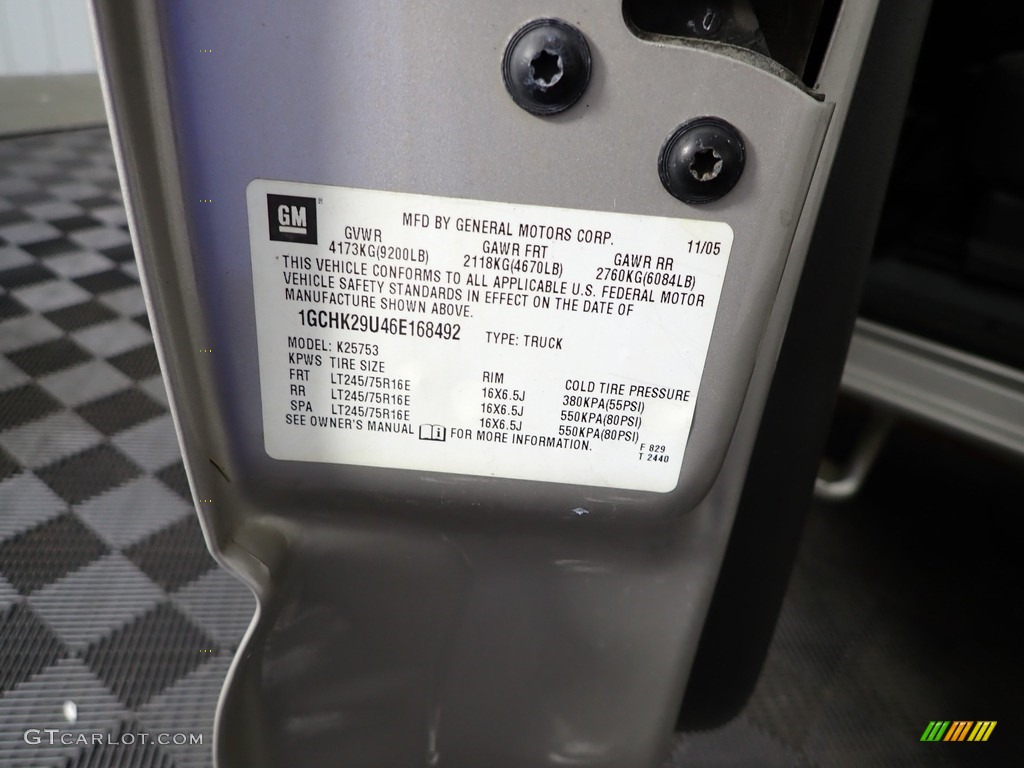 GM
MFD BY GENERAL MOTORS CORP. 11/05
GVWR GAWR FRT GAWR RR
4173KG(9200LB) 2118KG(4670LB) 2760KG(6084LB)
THIS VEHICLE CONFORMS TO ALL APPLICABLE U.S. FEDERAL MOTOR
VEHICLE SAFETY STANDARDS IN EFFECT ON THE DATE OF
MANUFACTURE SHOWN ABOVE.
1GCHK29U46E168492 TYPE: TRUCK
MODEL: K25753
KPWS TIRE SIZE RIM COLD TIRE PRESSURE
FRT LT245/75R16E 16X6.5J 380KPA(55PSI)
RR LT245/75R16E 16X6.5J 550KPA(80PSI)
SPA LT245/75R16E 16X6.5J 550KPA(80PSI)
SEE OWNER'S MANUAL FOR MORE INFORMATION.
F 829
T 2440
GTCARLOT.COM